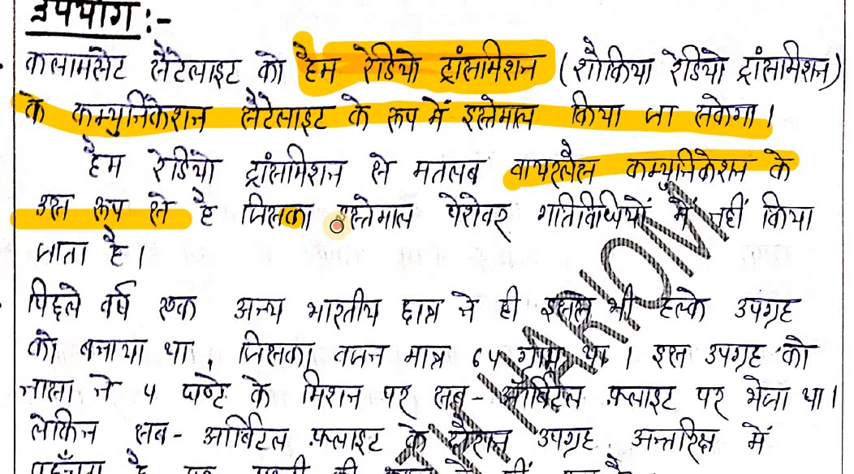 उपयोग:-
कलामसैट सैटेलाइट को हैम रेडियो ट्रांसमिशन (शौकिया रेडियो ट्रांसमिशन)
के कम्युनिकेशन सैटेलाइट के रूप में इस्तेमाल किया जा सकेगा।
हैम रेडियो ट्रांसमिशन से मतलब वायरलैस कम्युनिकेशन के
उस रूप से है जिसका इस्तेमाल पेशेवर गतिविधियों में नहीं किया
जाता है।
पिछले वर्ष एक अन्य भारतीय छात्र ने ही इससे भी हल्के उपग्रह
को बनाया था, जिसका वजन मात्र 64 ग्राम था। इस उपग्रह को
नासा ने 4 घण्टे के मिशन पर सब-ऑर्बिटल फ्लाइट पर भेजा था।
लेकिन सब-ऑर्बिटल फ्लाइट के दौरान उपग्रह अन्तरिक्ष में
HARIOM